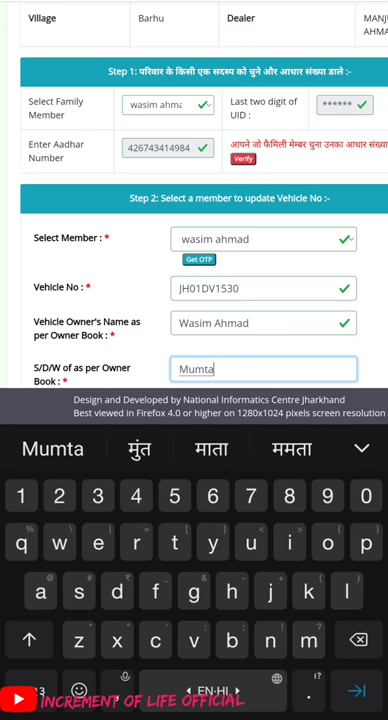 Village Barhu Dealer MANJ
AHMA
Step 1: परिवार के किसी एक सदस्य को चुने और आधार संख्या डाले :-
Select Family Member wasim ahma Last two digit of UID : ******
Enter Aadhar Number 426743414984 आपने जो फैमिली मेम्बर चुना उनका आधार संख्या
Verify
Step 2: Select a member to update Vehicle No :-
Select Member : * wasim ahmad
Get OTP
Vehicle No : * JH01DV1530
Vehicle Owner's Name as per Owner Book : * Wasim Ahmad
S/D/W of as per Owner Book : * Mumta
Design and Developed by National Informatics Centre Jharkhand
Best viewed in Firefox 4.0 or higher on 1280x1024 pixels screen resolution
Mumta मुंत माता ममता
1 2 3 4 5 6 7 8 9 0
q w e r t y u i o p
a s d f g h j k l
z x c v b n m
EN·HI
INCREMENT OF LIFE OFFICIAL